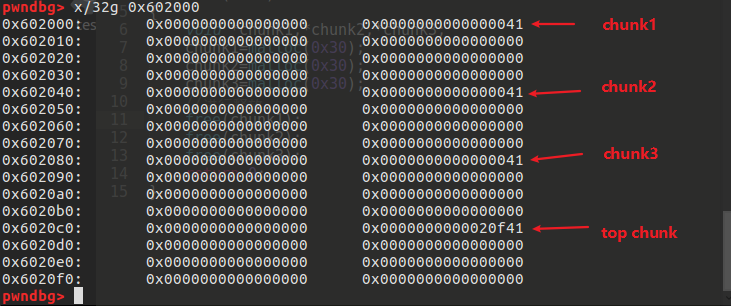 pwndbg> x/32g 0x602000
0x602000: 0x0000000000000000 0x0000000000000041 chunk1
0x602010: 0x0000000000000000 0x0000000000000000
0x602020: 0x0000000000000000 0x0000000000000000
0x602030: 0x0000000000000000 0x0000000000000000
0x602040: 0x0000000000000000 0x0000000000000041 chunk2
0x602050: 0x0000000000000000 0x0000000000000000
0x602060: 0x0000000000000000 0x0000000000000000
0x602070: 0x0000000000000000 0x0000000000000000
0x602080: 0x0000000000000000 0x0000000000000041 chunk3
0x602090: 0x0000000000000000 0x0000000000000000
0x6020a0: 0x0000000000000000 0x0000000000000000
0x6020b0: 0x0000000000000000 0x0000000000000000
0x6020c0: 0x0000000000000000 0x0000000000020f41 top chunk
0x6020d0: 0x0000000000000000 0x0000000000000000
0x6020e0: 0x0000000000000000 0x0000000000000000
0x6020f0: 0x0000000000000000 0x0000000000000000
pwndbg>